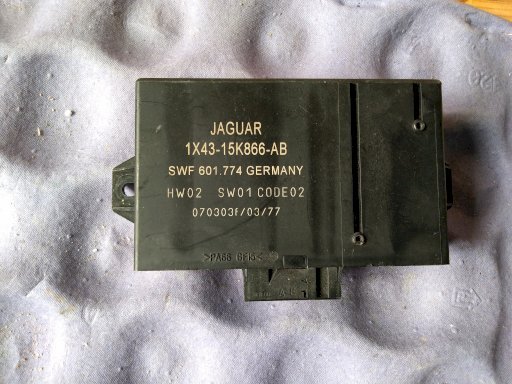 JAGUAR
1X43-15K866-AB
SWF 601.774 GERMANY
HW02 SW01 CODE02
070303f/03/77